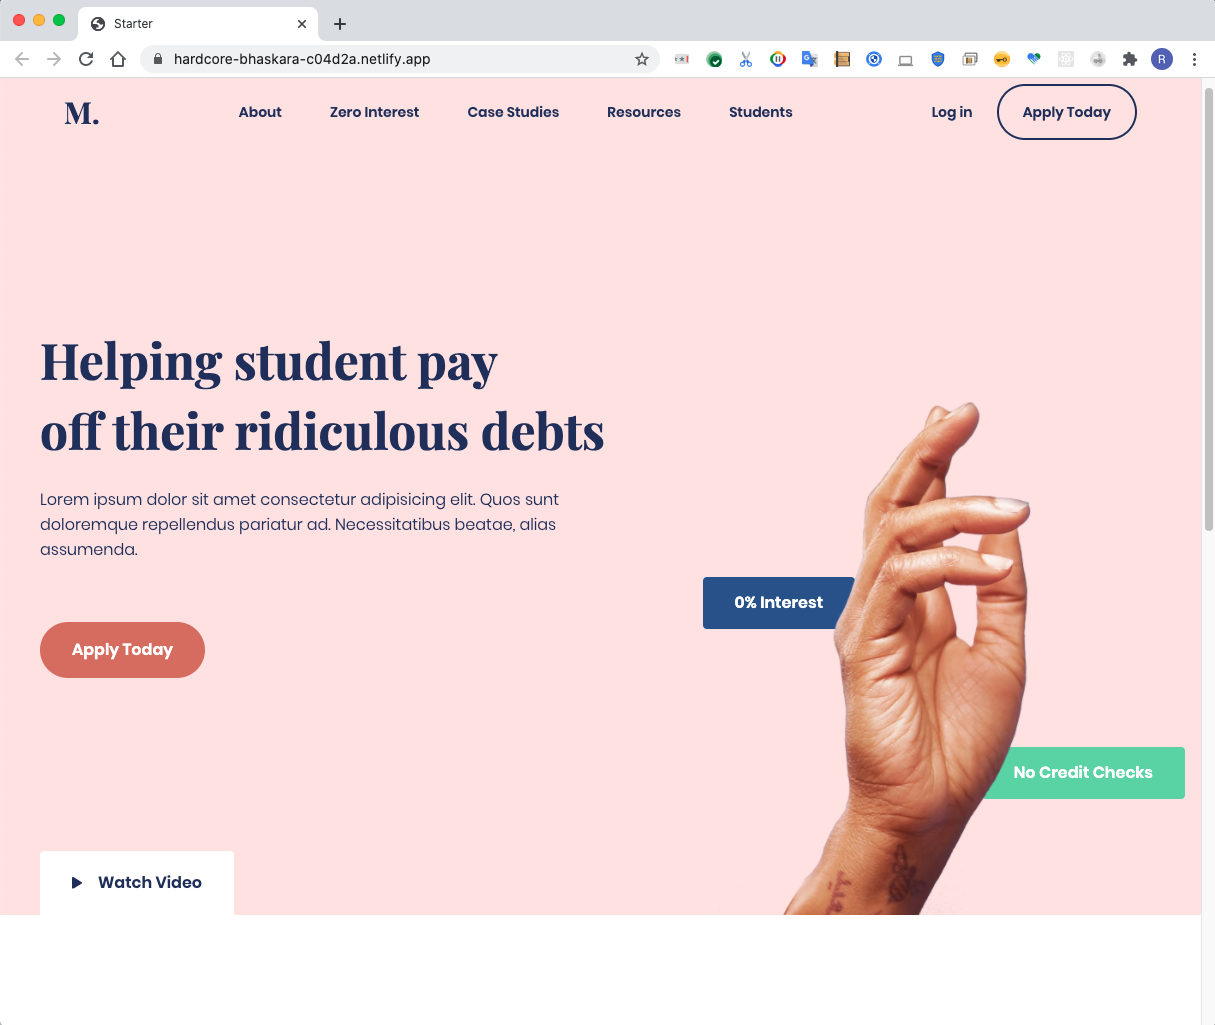 Starter
hardcore-bhaskara-c04d2a.netlify.app
R
M.
About
Zero Interest
Case Studies
Resources
Students
Log in
Apply Today
Helping student pay
off their ridiculous debts
Lorem ipsum dolor sit amet consectetur adipisicing elit. Quos sunt
doloremque repellendus pariatur ad. Necessitatibus beatae, alias
assumenda.
0% Interest
Apply Today
No Credit Checks
Watch Video